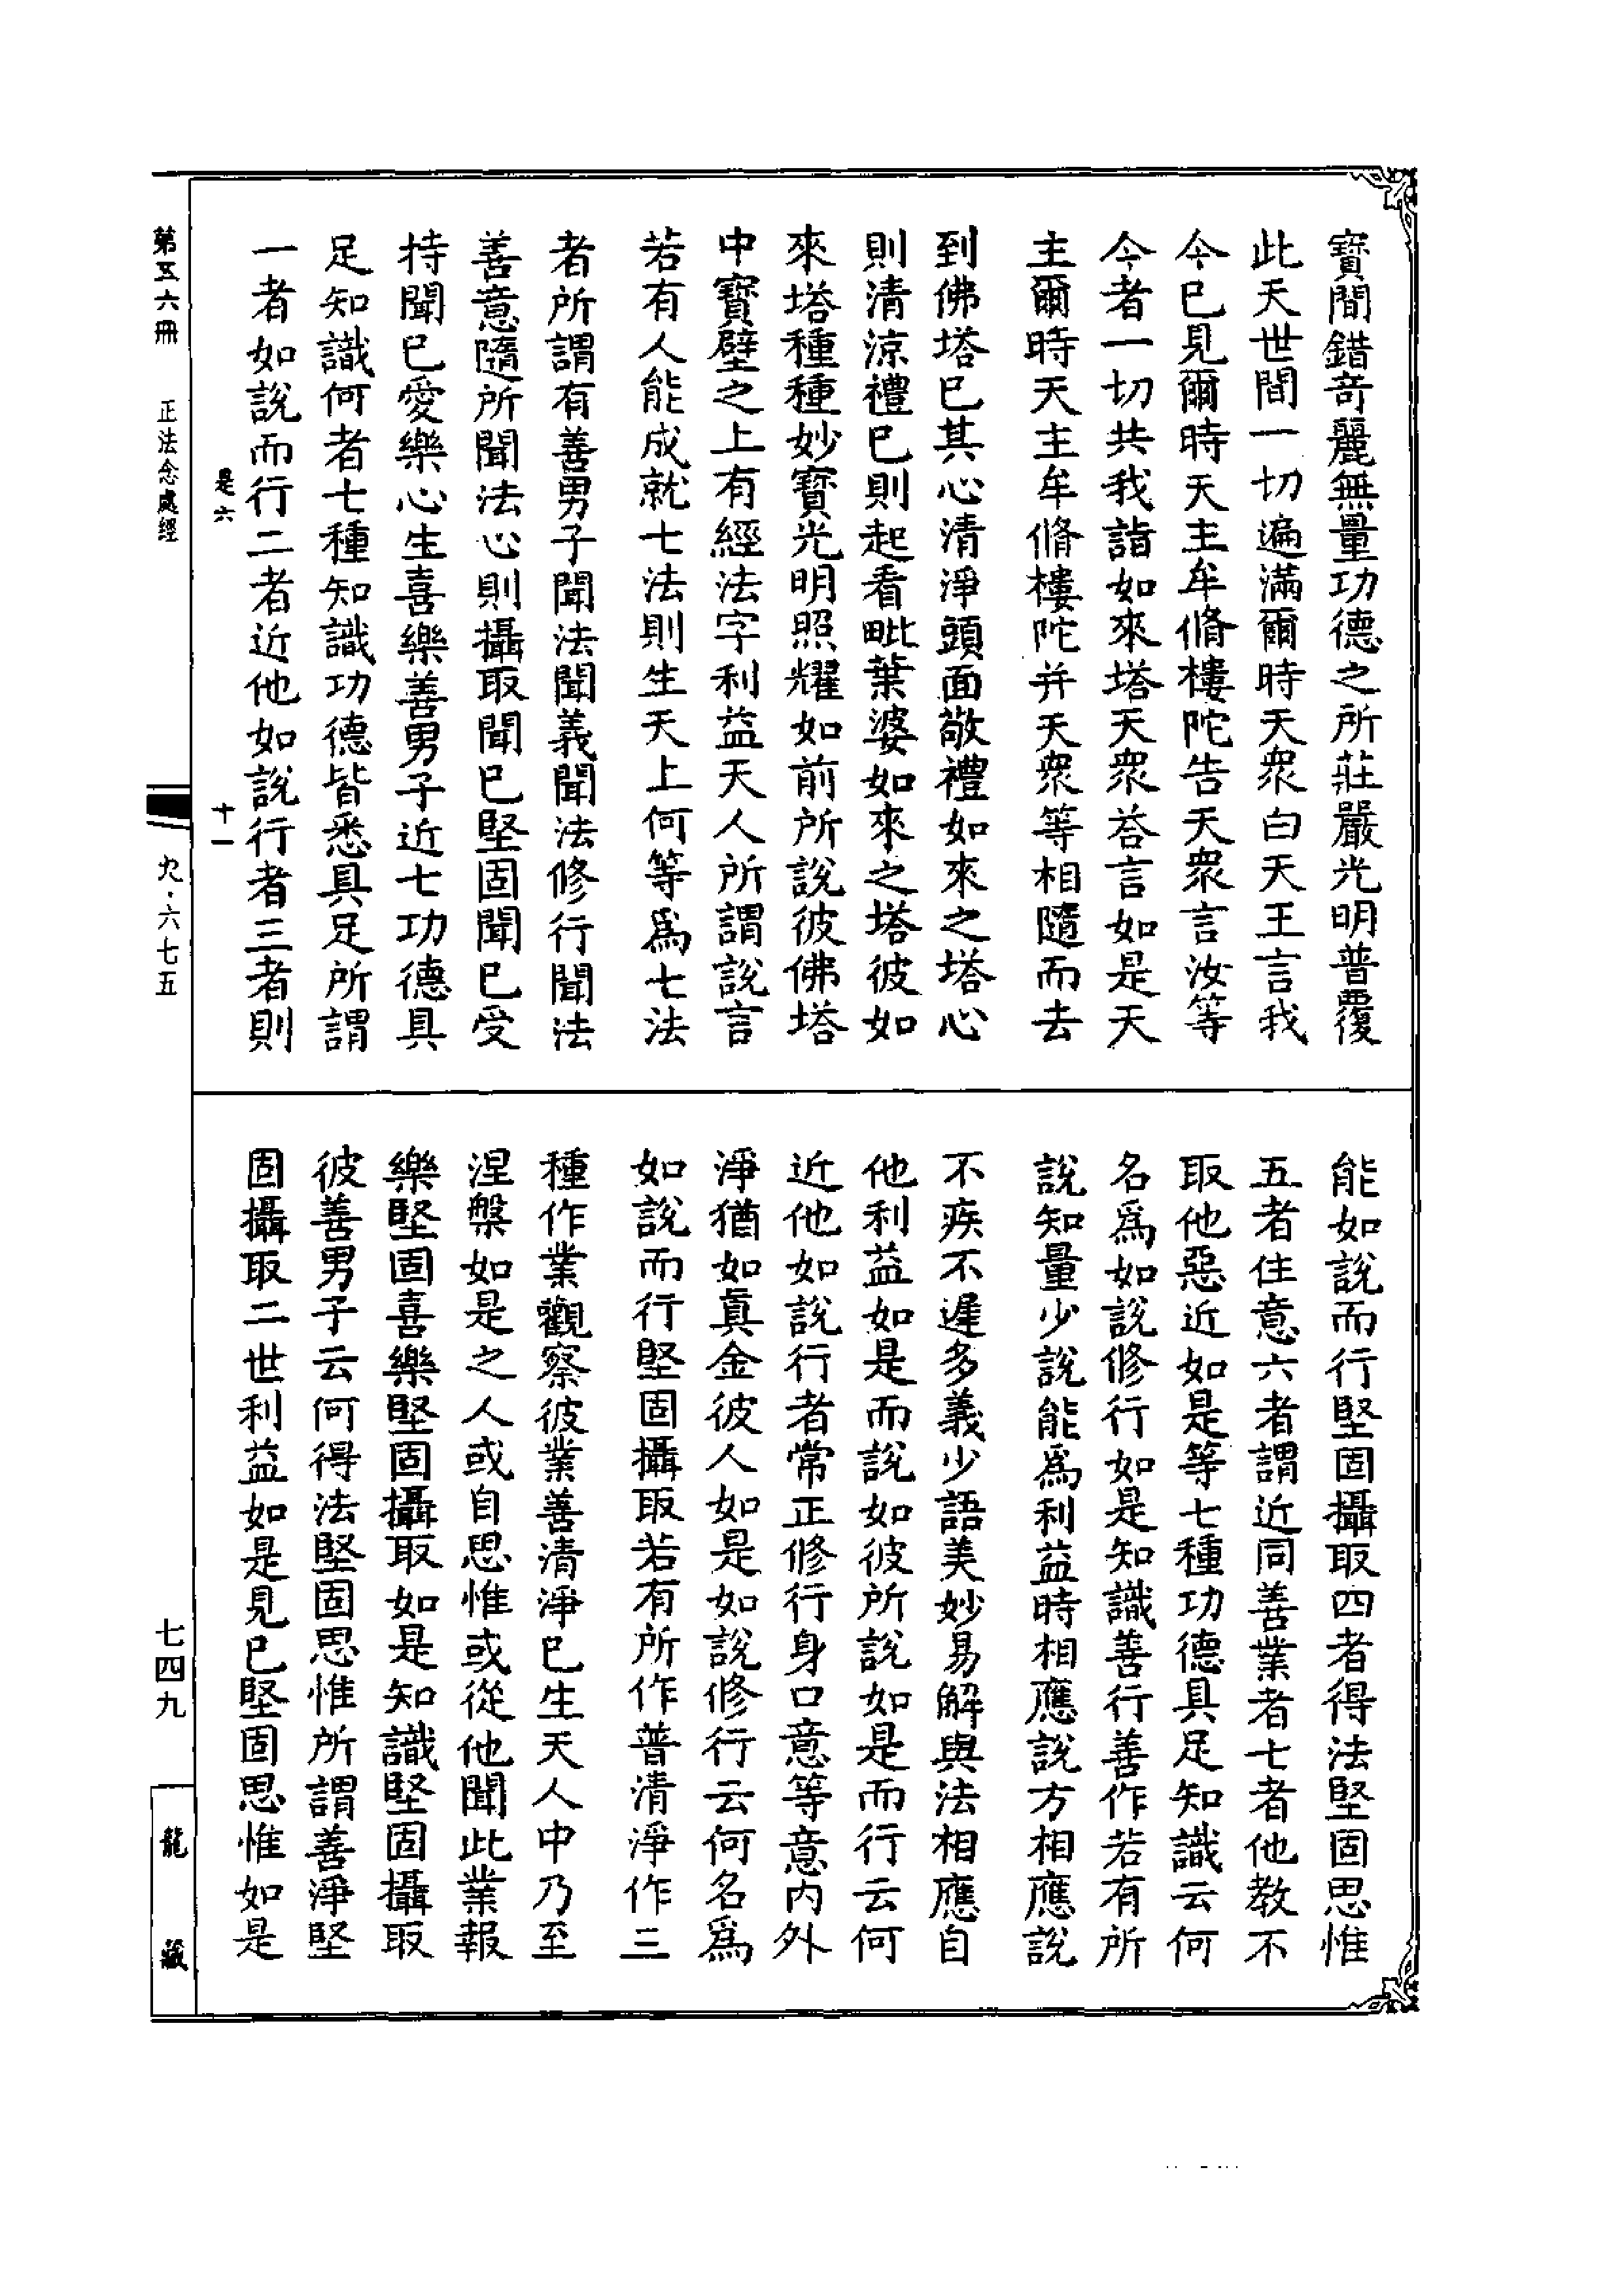 寶間錯竒麗無量功德之所莊嚴光明普覆
此天世間一切遍滿爾時天衆白天王言我
今已見爾時天主牟脩樓陀告天衆言汝等
今者一切共我詣如來塔天衆荅言如是天
主爾時天主牟脩樓陀并天衆等相隨而去
到佛塔已其心清淨頭面敬禮如來之塔心
則清涼禮已則起看毗葉婆如來之塔彼如
來塔種種妙寶光明照耀如前所說彼佛塔
中寶壁之上有經法字利益天人所謂說言
若有人能成就七法則生天上何等爲七法
者所謂有善男子聞法聞義聞法修行聞法
善意隨所聞法心則攝取聞已堅固聞已受
持聞已愛樂心生喜樂善男子近七功德具
足知識何者七種知識功德皆悉具足所謂
一者如說而行二者近他如說行者三者則
能如說而行堅固攝取四者得法堅固思惟
五者住意六者謂近同善業者七者他教不
取他惡近如是等七種功德具足知識云何
名爲如說修行如是知識善行善作若有所
說知量少說能爲利益時相應說方相應說
不疾不遲多義少語美妙易解與法相應自
他利益如是而說如彼所說如是而行云何
近他如說行者常正修行身口意等意内外
淨猶如眞金彼人如是如說修行云何名爲
如說而行堅固攝取若有所作普清淨作三
種作業觀察彼業善清淨已生天人中乃至
涅槃如是之人或自思惟或從他聞此業報
樂堅固喜樂堅固攝取如是知識堅固攝取
彼善男子云何得法堅固思惟所謂善淨堅
固攝取二世利益如是見已堅固思惟如是
是六
十一
第五六冊
正法念處經
六七五
七四九
龍藏